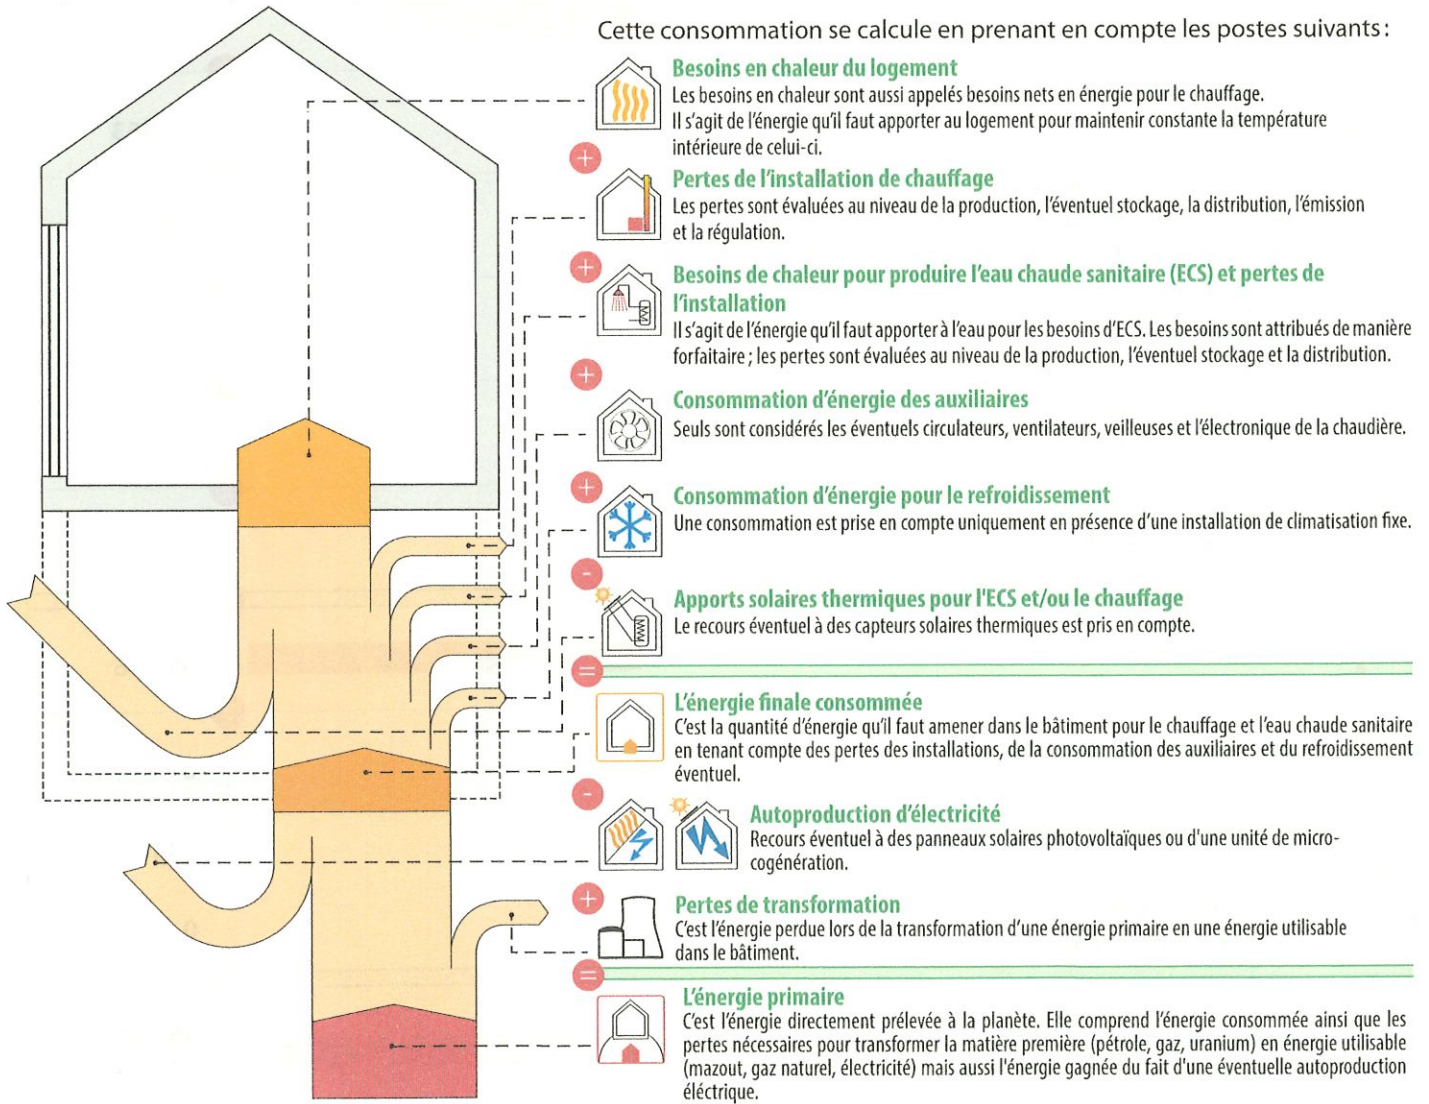 Cette consommation se calcule en prenant en compte les postes suivants :
Besoins en chaleur du logement
Les besoins en chaleur sont aussi appelés besoins nets en énergie pour le chauffage.
Il s'agit de l'énergie qu'il faut apporter au logement pour maintenir constante la température
intérieure de celui-ci.
+
Pertes de l'installation de chauffage
Les pertes sont évaluées au niveau de la production, l'éventuel stockage, la distribution, l'émission
et la régulation.
+
Besoins de chaleur pour produire l'eau chaude sanitaire (ECS) et pertes de
l'installation
Il s'agit de l'énergie qu'il faut apporter à l'eau pour les besoins d'ECS. Les besoins sont attribués de manière
forfaitaire ; les pertes sont évaluées au niveau de la production, l'éventuel stockage et la distribution.
+
Consommation d'énergie des auxiliaires
Seuls sont considérés les éventuels circulateurs, ventilateurs, veilleuses et l'électronique de la chaudière.
+
Consommation d'énergie pour le refroidissement
Une consommation est prise en compte uniquement en présence d'une installation de climatisation fixe.
-
Apports solaires thermiques pour l'ECS et/ou le chauffage
Le recours éventuel à des capteurs solaires thermiques est pris en compte.
=
L'énergie finale consommée
C'est la quantité d'énergie qu'il faut amener dans le bâtiment pour le chauffage et l'eau chaude sanitaire
en tenant compte des pertes des installations, de la consommation des auxiliaires et du refroidissement
éventuel.
-
Autoproduction d'électricité
Recours éventuel à des panneaux solaires photovoltaïques ou d'une unité de micro-
cogénération.
+
Pertes de transformation
C'est l'énergie perdue lors de la transformation d'une énergie primaire en une énergie utilisable
dans le bâtiment.
=
L'énergie primaire
C'est l'énergie directement prélevée à la planète. Elle comprend l'énergie consommée ainsi que les
pertes nécessaires pour transformer la matière première (pétrole, gaz, uranium) en énergie utilisable
(mazout, gaz naturel, électricité) mais aussi l'énergie gagnée du fait d'une éventuelle autoproduction
éléctrique.